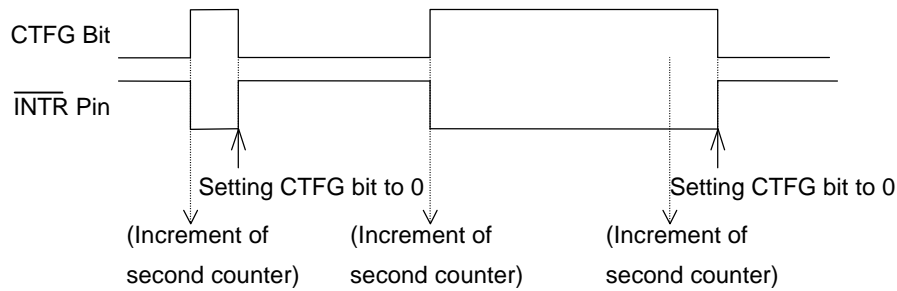 CTFG Bit
INTR Pin
Setting CTFG bit to 0
Setting CTFG bit to 0
(Increment of
second counter)
(Increment of
second counter)
(Increment of
second counter)